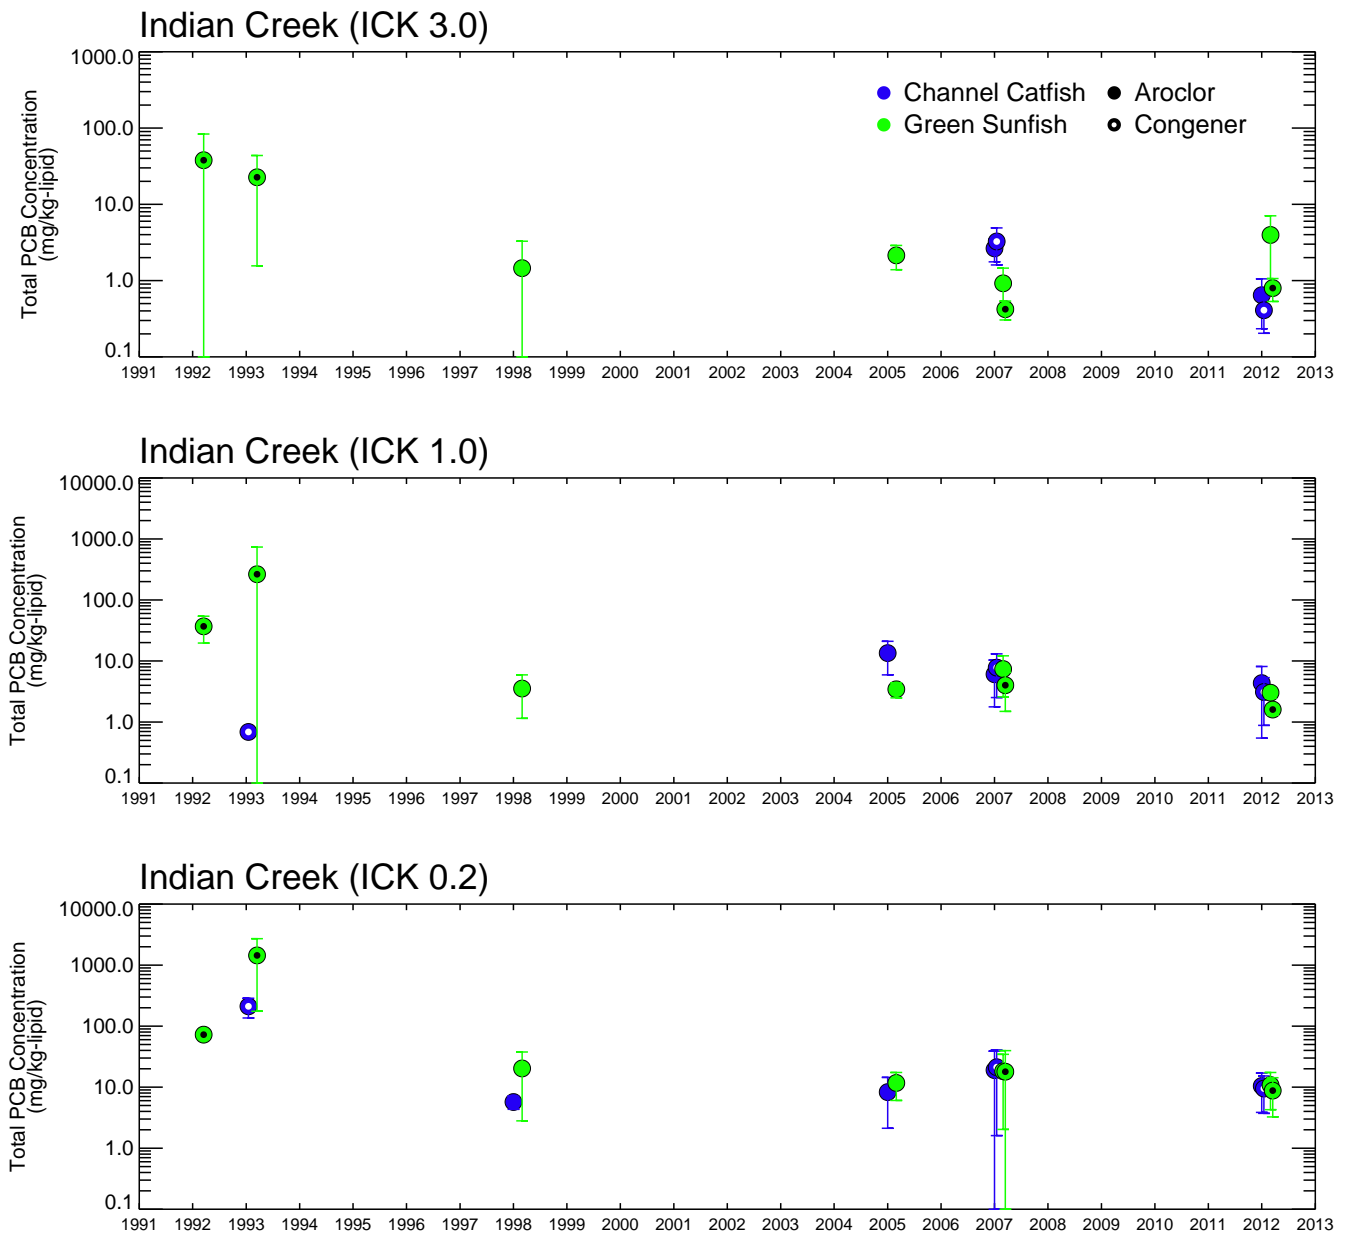 Indian Creek (ICK 3.0)
Total PCB Concentration
(mg/kg-lipid)
1000.0
100.0
10.0
1.0
0.1
Channel Catfish
Aroclor
Green Sunfish
Congener
1991 1992 1993 1994 1995 1996 1997 1998 1999 2000 2001 2002 2003 2004 2005 2006 2007 2008 2009 2010 2011 2012 2013
Indian Creek (ICK 1.0)
Total PCB Concentration
(mg/kg-lipid)
10000.0
1000.0
100.0
10.0
1.0
0.1
1991 1992 1993 1994 1995 1996 1997 1998 1999 2000 2001 2002 2003 2004 2005 2006 2007 2008 2009 2010 2011 2012 2013
Indian Creek (ICK 0.2)
Total PCB Concentration
(mg/kg-lipid)
10000.0
1000.0
100.0
10.0
1.0
0.1
1991 1992 1993 1994 1995 1996 1997 1998 1999 2000 2001 2002 2003 2004 2005 2006 2007 2008 2009 2010 2011 2012 2013